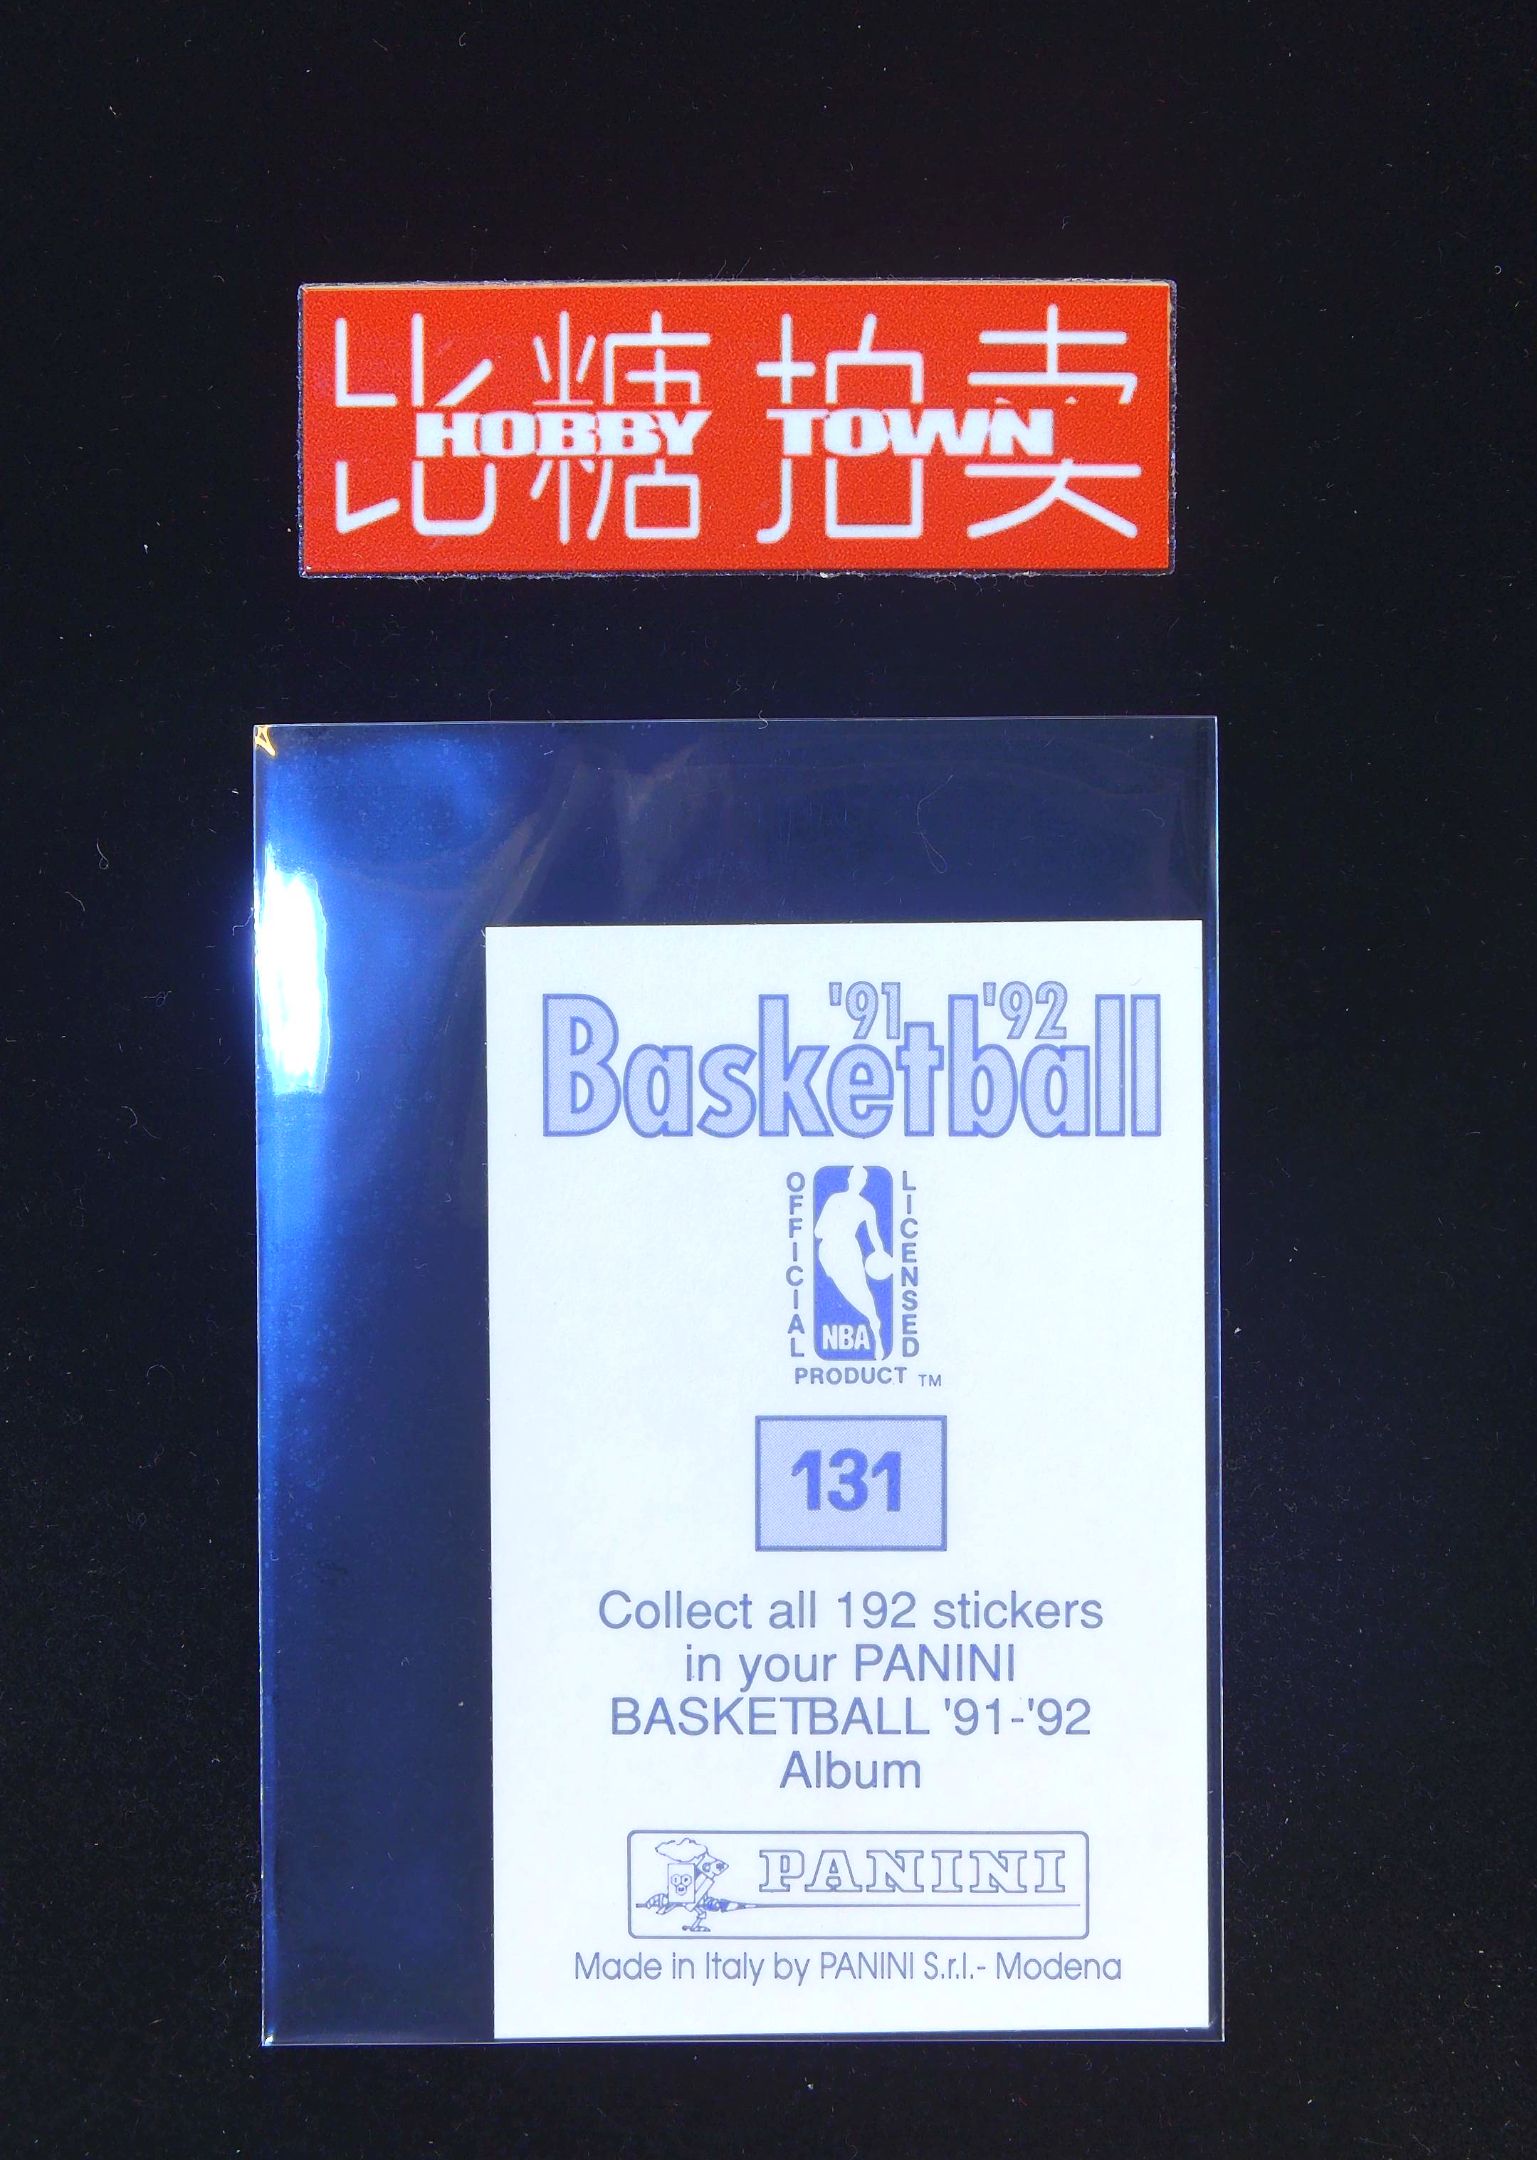 比糖拍卖
HOBBY TOWN
'91 '92
Basketball
OFFICIAL LICENSED
NBA
PRODUCT TM
131
Collect all 192 stickers
in your PANINI
BASKETBALL '91-'92
Album
PANINI
Made in Italy by PANINI S.r.l.- Modena